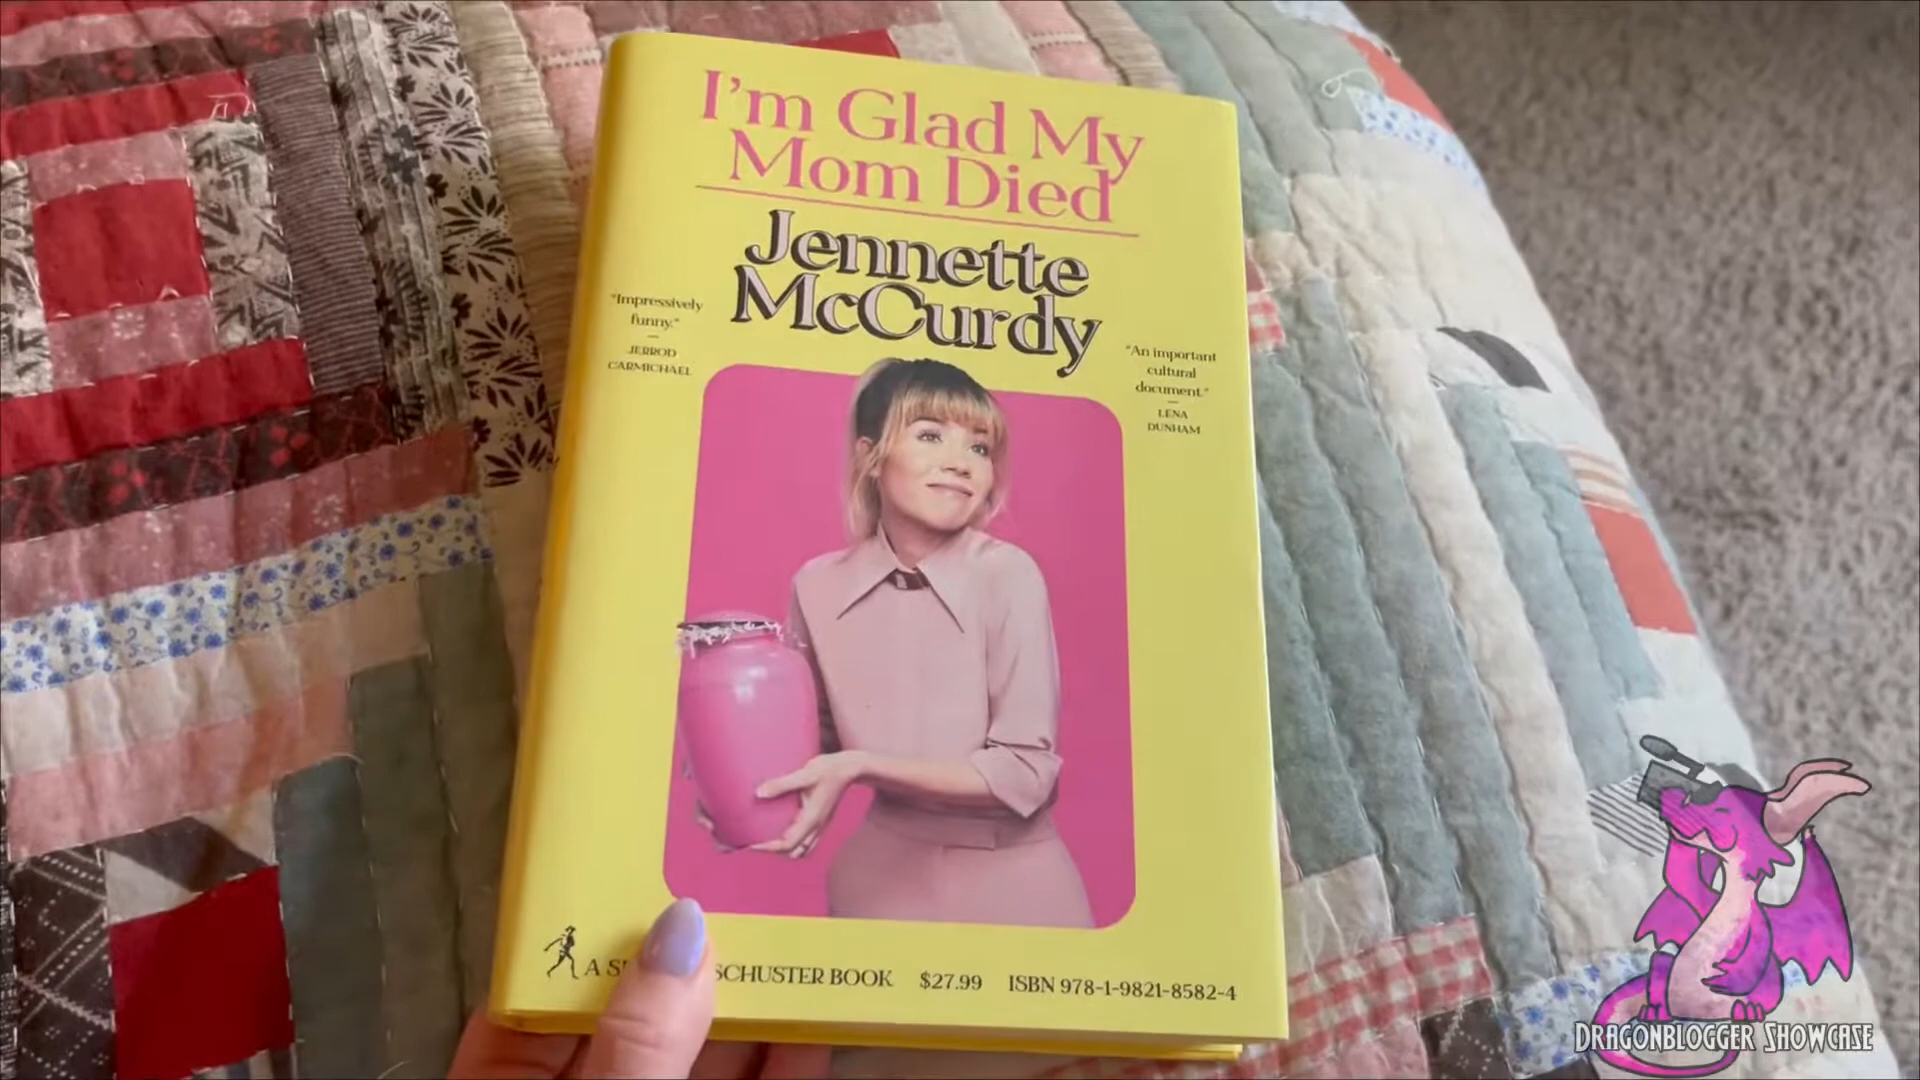 I'm Glad My
Mom Died
Jennette
McCurdy
"Impressively
funny."
—
JERROD
CARMICHAEL
"An important
cultural
document."
—
LENA
DUNHAM
A SCHUSTER BOOK $27.99 ISBN 978-1-9821-8582-4
DRAGONBLOGGER SHOWCASE